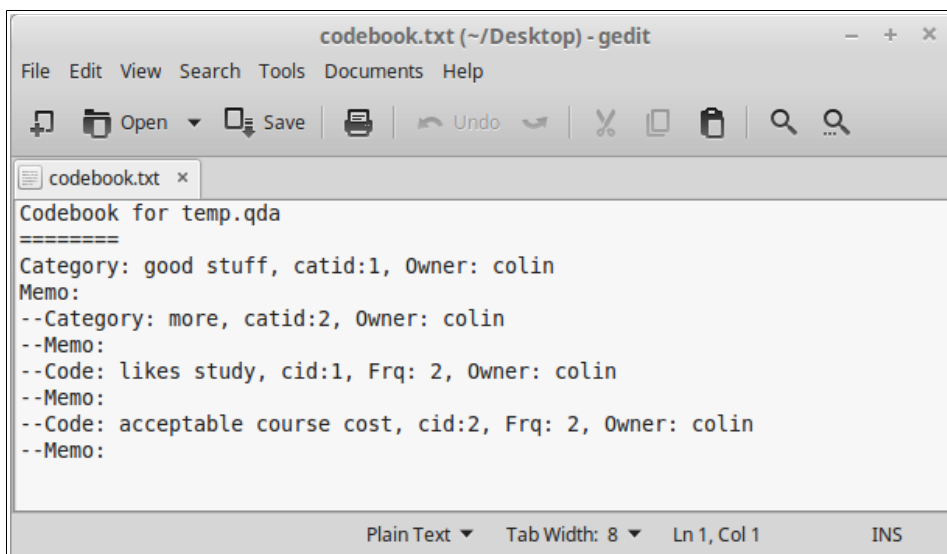 codebook.txt (~/Desktop) - gedit
File Edit View Search Tools Documents Help
Open Save Undo
codebook.txt ×
Codebook for temp.qda
========
Category: good stuff, catid:1, Owner: colin
Memo:
--Category: more, catid:2, Owner: colin
--Memo:
--Code: likes study, cid:1, Frq: 2, Owner: colin
--Memo:
--Code: acceptable course cost, cid:2, Frq: 2, Owner: colin
--Memo:
Plain Text Tab Width: 8 Ln 1, Col 1 INS